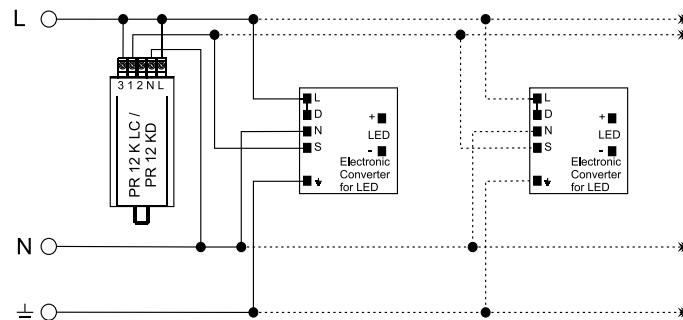 L
3 1 2 N L
PR 12 K LC /
PR 12 KD
L
D
N
S
+
LED
-
Electronic
Converter
for LED
L
D
N
S
+
LED
-
Electronic
Converter
for LED
N